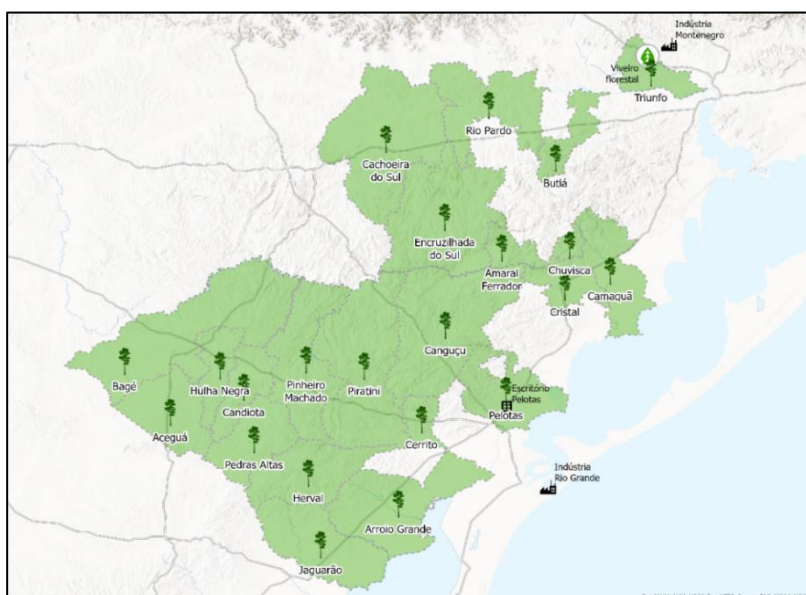 Indústria
Montenegro
Viveiro
florestal
Triunfo
Rio Pardo
Cachoeira
do Sul
Butiá
Encruzilhada
do Sul
Amaral
Ferrador
Chuvisca
Camaquã
Cristal
Canguçu
Bagé
Hulha Negra
Candiota
Pinheiro
Machado
Piratini
Escritório
Pelotas
Pelotas
Aceguá
Cerrito
Pedras Altas
Herval
Indústria
Rio Grande
Arroio Grande
Jaguarão